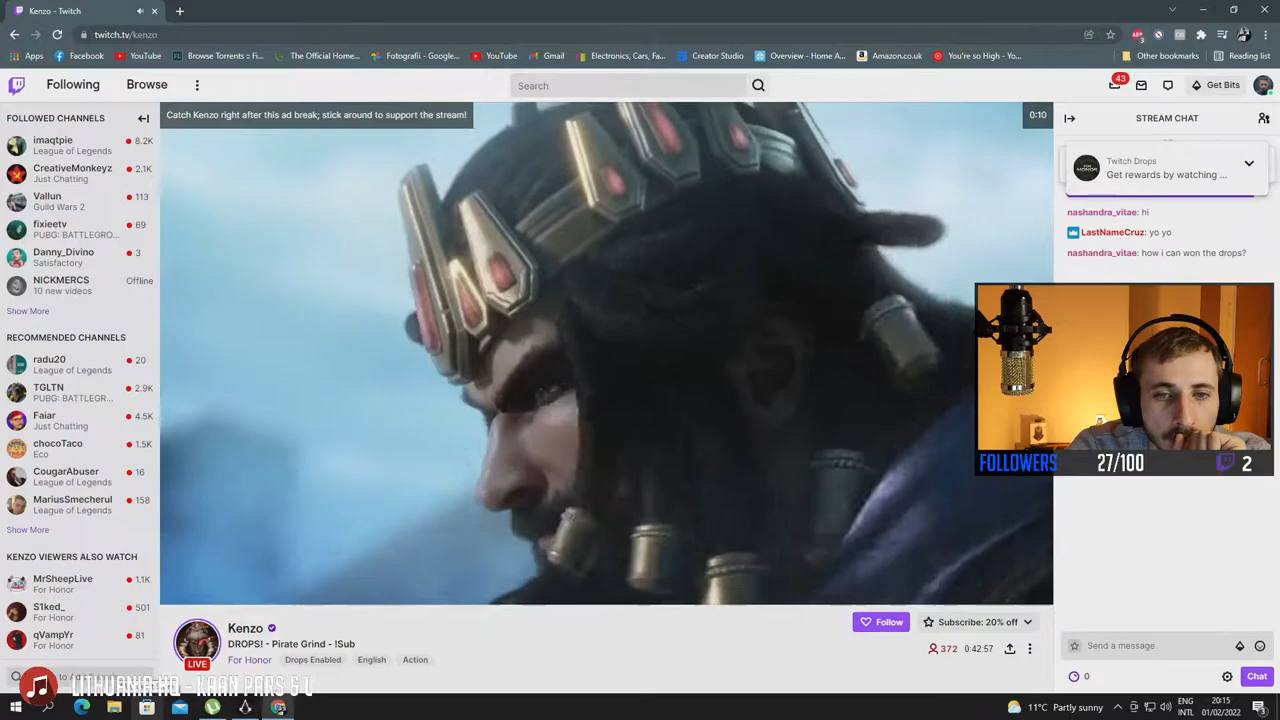 Kenzo - Twitch
twitch.tv/kenzo
Apps
Facebook
YouTube
Browse Torrents = Fi...
The Official Home...
Fotografii - Google...
YouTube
Gmail
Electronics, Cars, Fa...
Creator Studio
Overview - Home A...
Amazon.co.uk
You're so High - Yo...
Other bookmarks
Reading list
Following
Browse
Search
43
Get Bits
FOLLOWED CHANNELS
imaqtpie
8.2K
League of Legends
CreativeMonkeyz
2.1K
Just Chatting
Vallun
113
Guild Wars 2
fixieetv
69
PUBG: BATTLEGRO...
Danny_Divino
3
Satisfactory
NICKMERCS
Offline
10 new videos
Show More
RECOMMENDED CHANNELS
radu20
20
League of Legends
TGLTN
2.9K
PUBG: BATTLEGR...
Faiar
4.5K
Just Chatting
chocoTaco
1.5K
Eco
CougarAbuser
16
League of Legends
MariusSmecherul
158
League of Legends
Show More
KENZO VIEWERS ALSO WATCH
MrSheepLive
1.1K
For Honor
S1ked_
501
For Honor
qVampYr
81
For Honor
Catch Kenzo right after this ad break; stick around to support the stream!
0:10
STREAM CHAT
Twitch Drops
Get rewards by watching ...
nashandra_vitae: hi
LastNameCruz: yo yo
nashandra_vitae: how i can won the drops?
FOLLOWERS 27/100 2
Kenzo
LIVE
DROPS! - Pirate Grind - !Sub
For Honor
Drops Enabled
English
Action
Follow
Subscribe: 20% off
372
0:42:57
Send a message
0
Chat
LITHUANIA HQ - KAAN PARS & L
11°C Partly sunny
ENG
INTL
20:15
01/02/2022